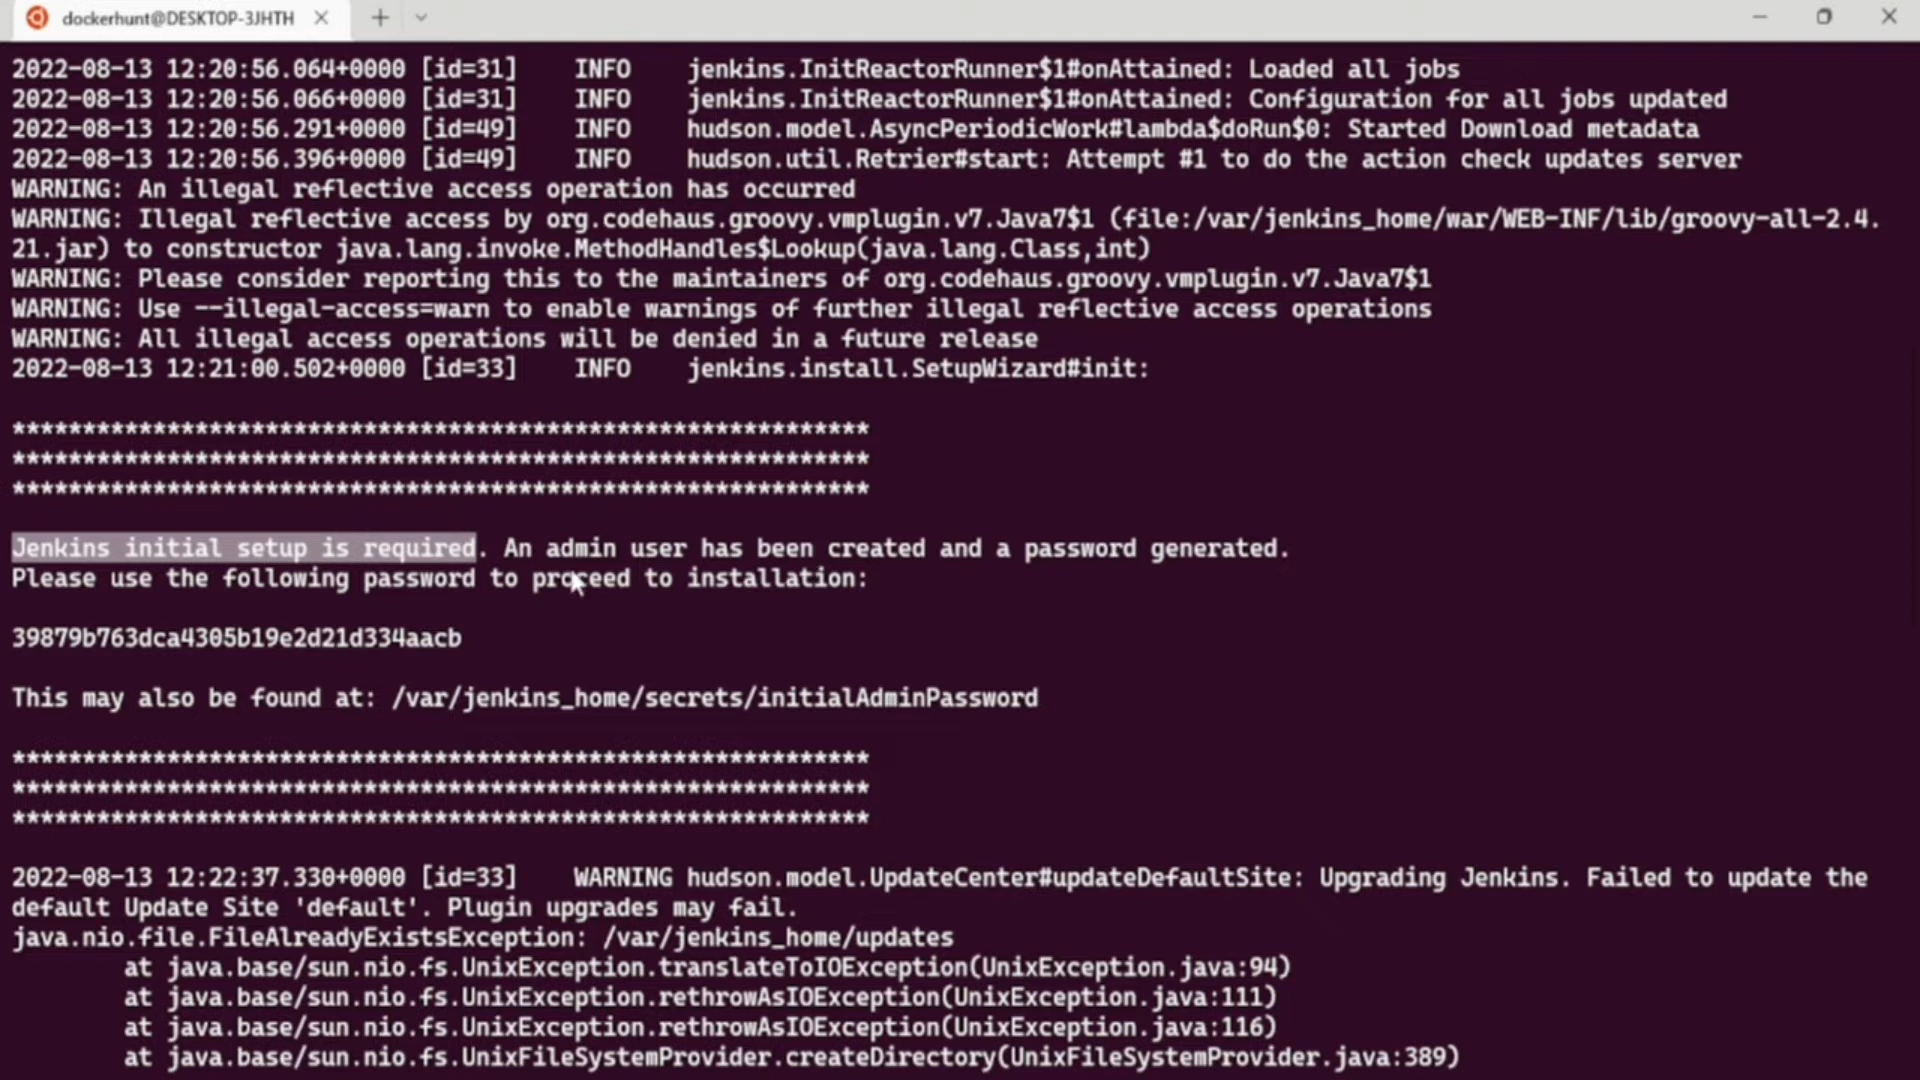 dockerhunt@DESKTOP-3JHTH
2022-08-13 12:20:56.064+0000 [id=31] INFO jenkins.InitReactorRunner$1#onAttained: Loaded all jobs
2022-08-13 12:20:56.066+0000 [id=31] INFO jenkins.InitReactorRunner$1#onAttained: Configuration for all jobs updated
2022-08-13 12:20:56.291+0000 [id=49] INFO hudson.model.AsyncPeriodicWork#lambda$doRun$0: Started Download metadata
2022-08-13 12:20:56.396+0000 [id=49] INFO hudson.util.Retrier#start: Attempt #1 to do the action check updates server
WARNING: An illegal reflective access operation has occurred
WARNING: Illegal reflective access by org.codehaus.groovy.vmplugin.v7.Java7$1 (file:/var/jenkins_home/war/WEB-INF/lib/groovy-all-2.4.
21.jar) to constructor java.lang.invoke.MethodHandles$Lookup(java.lang.Class,int)
WARNING: Please consider reporting this to the maintainers of org.codehaus.groovy.vmplugin.v7.Java7$1
WARNING: Use --illegal-access=warn to enable warnings of further illegal reflective access operations
WARNING: All illegal access operations will be denied in a future release
2022-08-13 12:21:00.502+0000 [id=33] INFO jenkins.install.SetupWizard#init:
*************************************************************
*************************************************************
*************************************************************
Jenkins initial setup is required. An admin user has been created and a password generated.
Please use the following password to proceed to installation:
39879b763dca4305b19e2d21d334aacb
This may also be found at: /var/jenkins_home/secrets/initialAdminPassword
*************************************************************
*************************************************************
*************************************************************
2022-08-13 12:22:37.330+0000 [id=33] WARNING hudson.model.UpdateCenter#updateDefaultSite: Upgrading Jenkins. Failed to update the
default Update Site 'default'. Plugin upgrades may fail.
java.nio.file.FileAlreadyExistsException: /var/jenkins_home/updates
at java.base/sun.nio.fs.UnixException.translateToIOException(UnixException.java:94)
at java.base/sun.nio.fs.UnixException.rethrowAsIOException(UnixException.java:111)
at java.base/sun.nio.fs.UnixException.rethrowAsIOException(UnixException.java:116)
at java.base/sun.nio.fs.UnixFileSystemProvider.createDirectory(UnixFileSystemProvider.java:389)